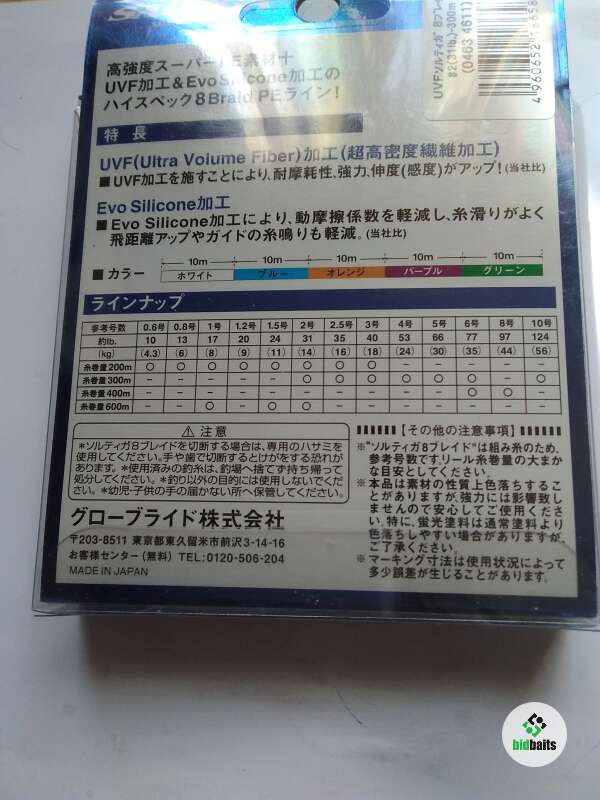 UVFソルティガ 8ブレイ
82(31lb.)-300m
(0463 4611)
高強度スーパーPE素材＋
UVF加工&Evo Silicone加工の
ハイスペック8Braid PEライン!
特長
UVF(Ultra Volume Fiber)加工(超高密度繊維加工)
■UVF加工を施すことにより、耐摩耗性、強力、伸度(感度)がアップ!(当社比)
Evo Silicone加工
■Evo Silicone加工により、動摩擦係数を軽減し、糸滑りがよく
飛距離アップやガイドの糸鳴りも軽減。(当社比)
10m 10m 10m 10m 10m
■カラー ホワイト ブルー オレンジ パープル グリーン
ラインナップ
参考号数 0.6号 0.8号 1号 1.2号 1.5号 2号 2.5号 3号 4号 5号 6号 8号 10号
約lb. 10 13 17 20 24 31 35 40 53 66 77 97 124
(kg) (4.3) (6) (8) (9) (11) (14) (16) (18) (24) (30) (35) (44) (56)
糸巻量200m ○ ○ ○ ○ ○ ○ ○ ○ − − − − −
糸巻量300m − − − − − ○ ○ ○ ○ ○ ○ − ○
糸巻量400m − − − − − − − − − − ○ ○ −
糸巻量600m − − ○ − ○ ○ − − − − − − −
⚠注意
*ソルティガ8ブレイドを切断する場合は、専用のハサミを
使用してください。手や歯で切断するとけがをする恐れが
あります。*使用済みの釣糸は、釣場へ捨てず持ち帰って
処分してください。*釣り以外の目的には使用しないでくだ
さい。*幼児・子供の手の届かない所へ保管してください。
グローブライド株式会社
〒203-8511 東京都東久留米市前沢3-14-16
お客様センター(無料) TEL:0120-506-204
MADE IN JAPAN
【その他の注意事項】
※"ソルティガ8ブレイド"は組み糸のため、
参考号数です。リール糸巻量の大まか
な目安としてください。
※本品は素材の性質上色落ちするこ
とがありますが、強力には影響致し
ませんので安心してご使用くださ
い。特に、蛍光塗料は通常塗料より
色落ちしやすい場合がありますが、
ご了承ください。
※マーキング寸法は使用状況によって
多少誤差が生じることがあります。
bidbaits